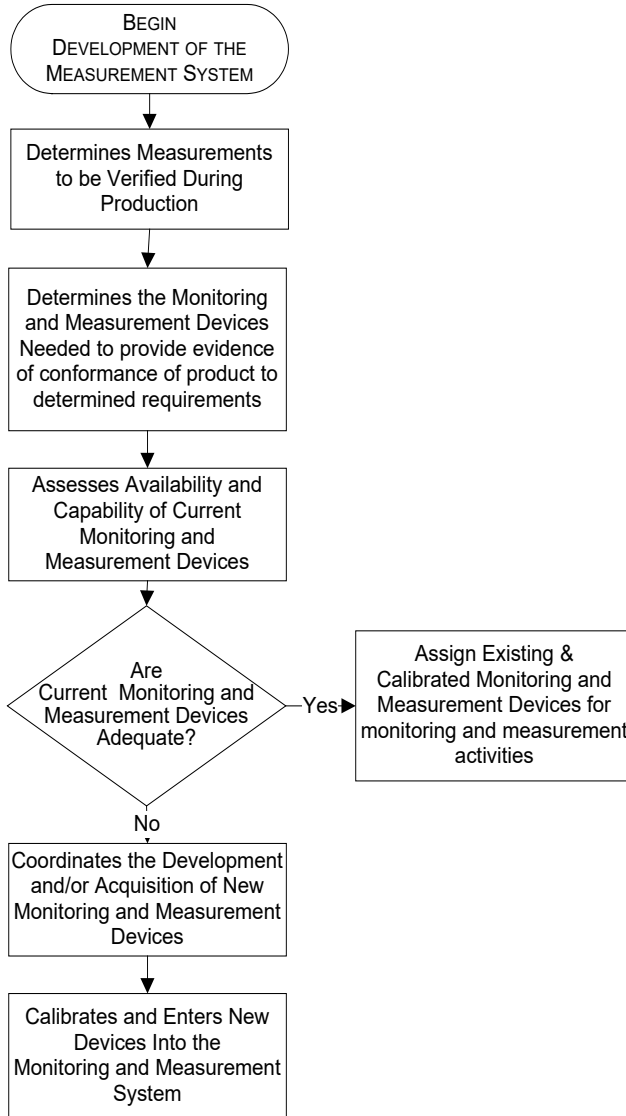 BEGIN
DEVELOPMENT OF THE
MEASUREMENT SYSTEM
Determines Measurements
to be Verified During
Production
Determines the Monitoring
and Measurement Devices
Needed to provide evidence
of conformance of product to
determined requirements
Assesses Availability and
Capability of Current
Monitoring and
Measurement Devices
Are
Current Monitoring and
Measurement Devices
Adequate?
Yes
Assign Existing &
Calibrated Monitoring and
Measurement Devices for
monitoring and measurement
activities
No
Coordinates the Development
and/or Acquisition of New
Monitoring and Measurement
Devices
Calibrates and Enters New
Devices Into the
Monitoring and Measurement
System